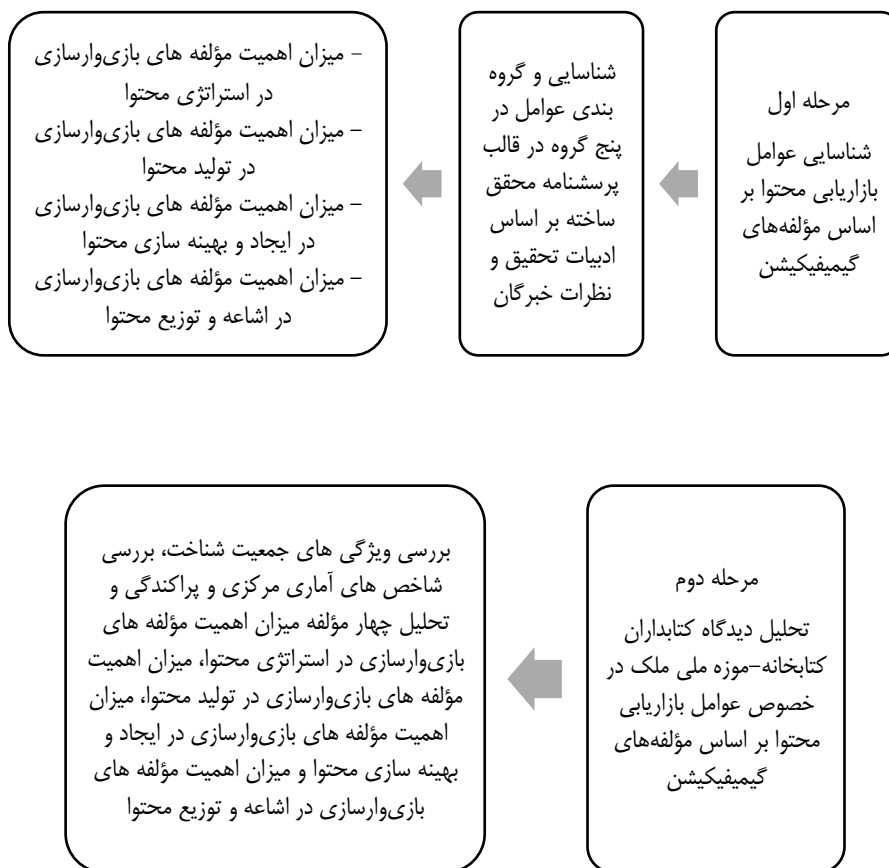 مرحله اول
شناسایی عوامل
بازاریابی محتوا بر
اساس مؤلفه‌های
گیمیفیکیشن
شناسایی و گروه
بندی عوامل در
پنج گروه در قالب
پرسشنامه محقق
ساخته بر اساس
ادبیات تحقیق و
نظرات خبرگان
– میزان اهمیت مؤلفه های بازی‌وارسازی
در استراتژی محتوا
– میزان اهمیت مؤلفه های بازی‌وارسازی
در تولید محتوا
– میزان اهمیت مؤلفه های بازی‌وارسازی
در ایجاد و بهینه سازی محتوا
– میزان اهمیت مؤلفه های بازی‌وارسازی
در اشاعه و توزیع محتوا
مرحله دوم
تحلیل دیدگاه کتابداران
کتابخانه–موزه ملی ملک در
خصوص عوامل بازاریابی
محتوا بر اساس مؤلفه‌های
گیمیفیکیشن
بررسی ویژگی های جمعیت شناخت، بررسی
شاخص های آماری مرکزی و پراکندگی و
تحلیل چهار مؤلفه میزان اهمیت مؤلفه های
بازی‌وارسازی در استراتژی محتوا، میزان اهمیت
مؤلفه های بازی‌وارسازی در تولید محتوا، میزان
اهمیت مؤلفه های بازی‌وارسازی در ایجاد و
بهینه سازی محتوا و میزان اهمیت مؤلفه های
بازی‌وارسازی در اشاعه و توزیع محتوا